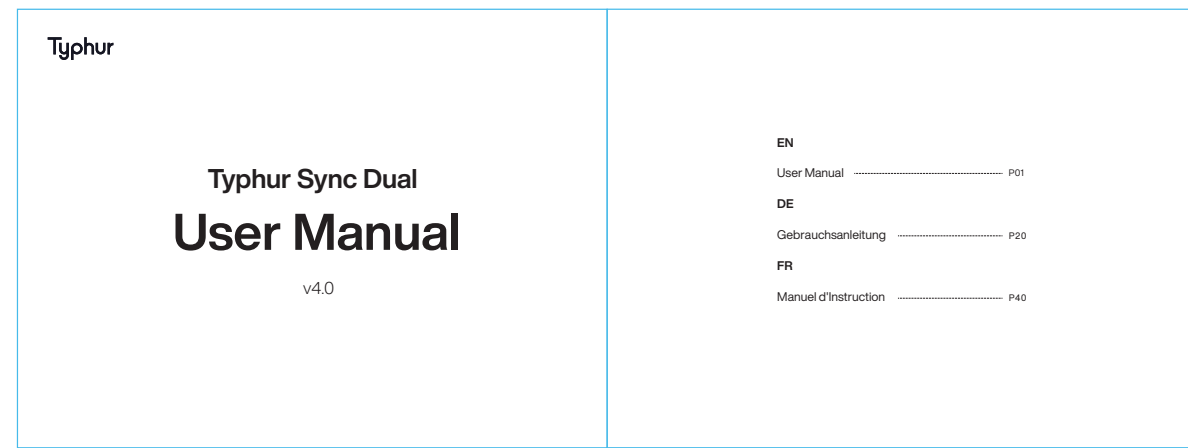 Typhur
Typhur Sync Dual
User Manual
v4.0
EN
User Manual P01
DE
Gebrauchsanleitung P20
FR
Manuel d'Instruction P40